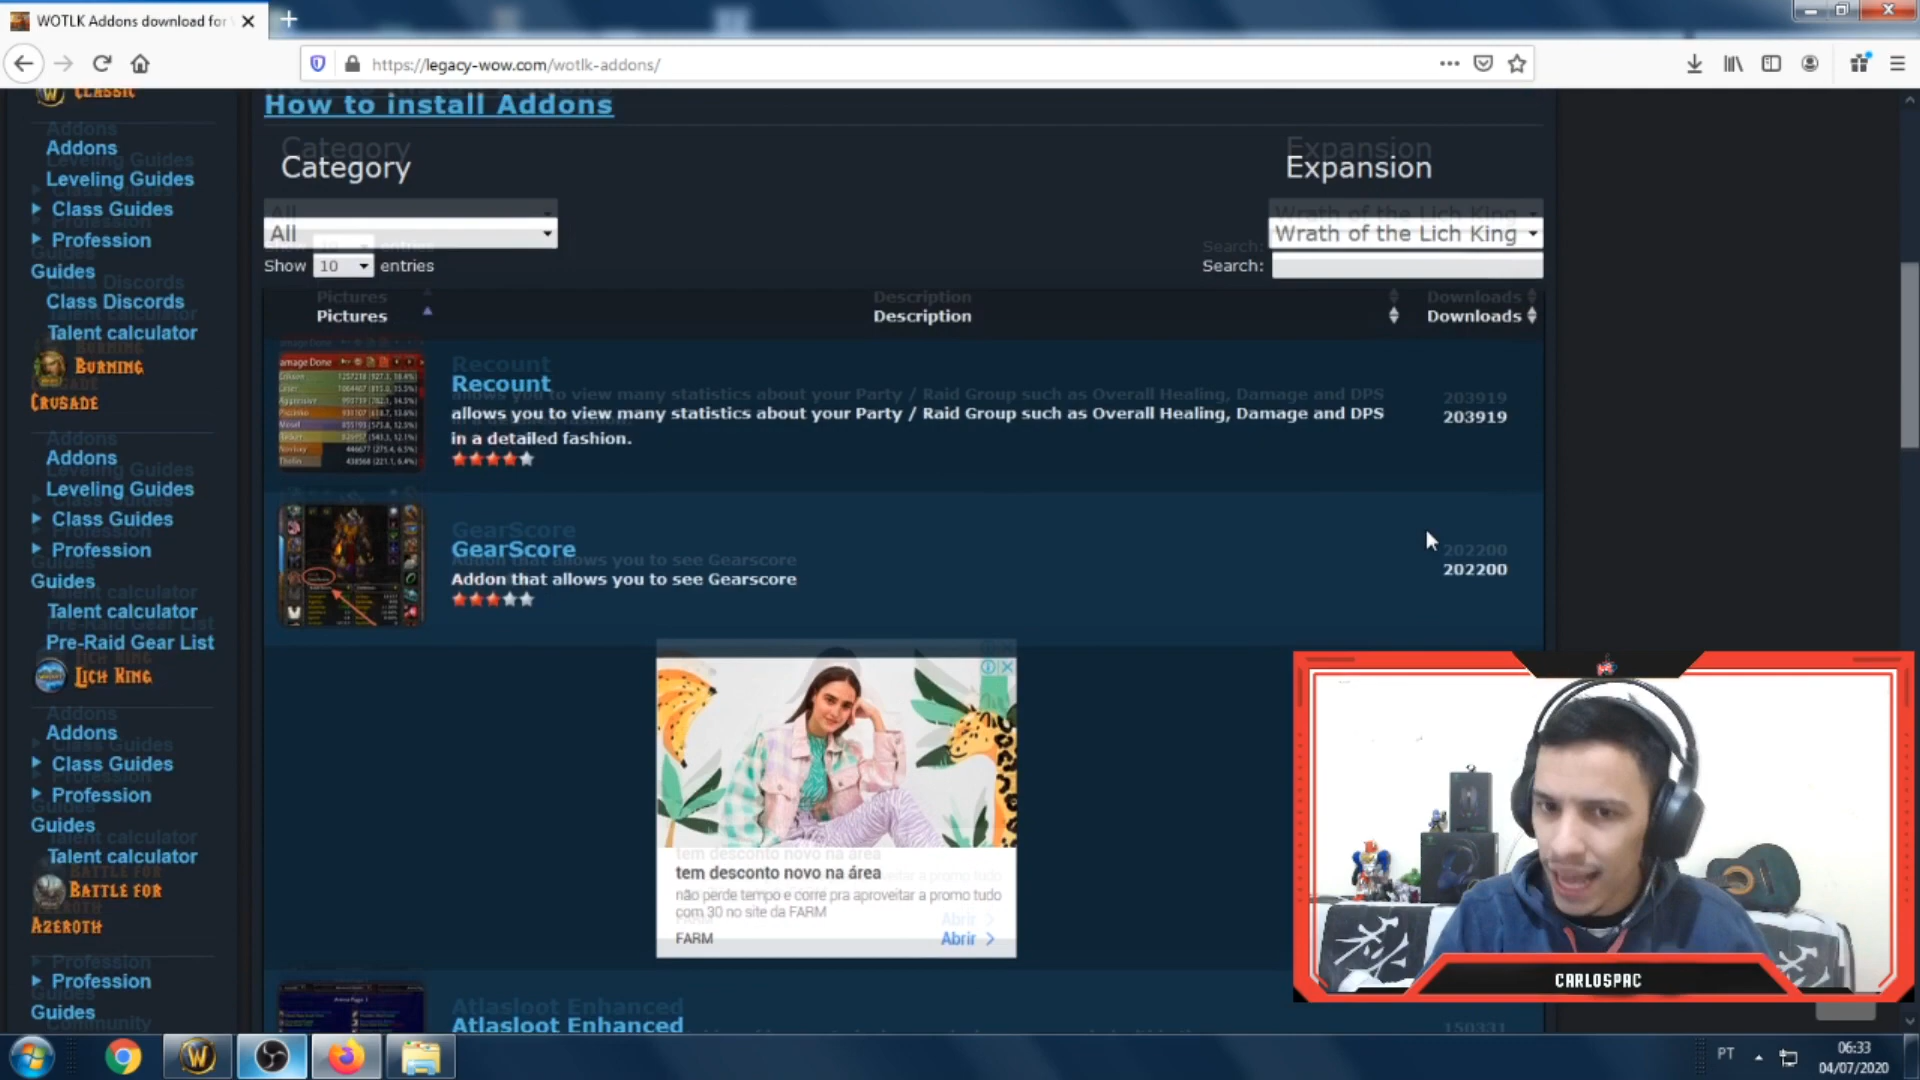 WOTLK Addons download for
https://legacy-wow.com/wotlk-addons/
CLASSIC
Addons
Leveling Guides
Class Guides
Profession
Guides
Class Discords
Talent calculator
BURNING
CRUSADE
Addons
Leveling Guides
Class Guides
Profession
Guides
Talent calculator
Pre-Raid Gear List
LICH KING
Addons
Class Guides
Profession
Guides
Talent calculator
BATTLE FOR
AZEROTH
Profession
Guides
How to install Addons
Category
Expansion
All
Wrath of the Lich King
Show 10 entries
Search:
Pictures
Description
Downloads
Recount
allows you to view many statistics about your Party / Raid Group such as Overall Healing, Damage and DPS
in a detailed fashion.
203919
GearScore
Addon that allows you to see Gearscore
202200
tem desconto novo na área
não perde tempo e corre pra aproveitar a promo tudo
com 30 no site da FARM
FARM
Abrir
Atlasloot Enhanced
150331
CARLOSPAC
PT
06:33
04/07/2020